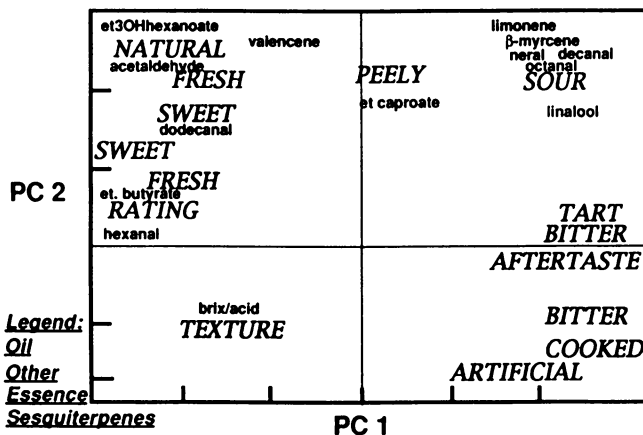 et3OHhexanoate
NATURAL
acetaldehyde
FRESH
valencene
SWEET
dodecanal
SWEET
FRESH
et. butyrate
RATING
hexanal
PEELY
et caproate
limonene
β-myrcene
neral decanal
octanal
SOUR
linalool
TART
BITTER
AFTERTASTE
BITTER
COOKED
ARTIFICIAL
brix/acid
TEXTURE
PC 2
Legend:
Oil
Other
Essence
Sesquiterpenes
PC 1